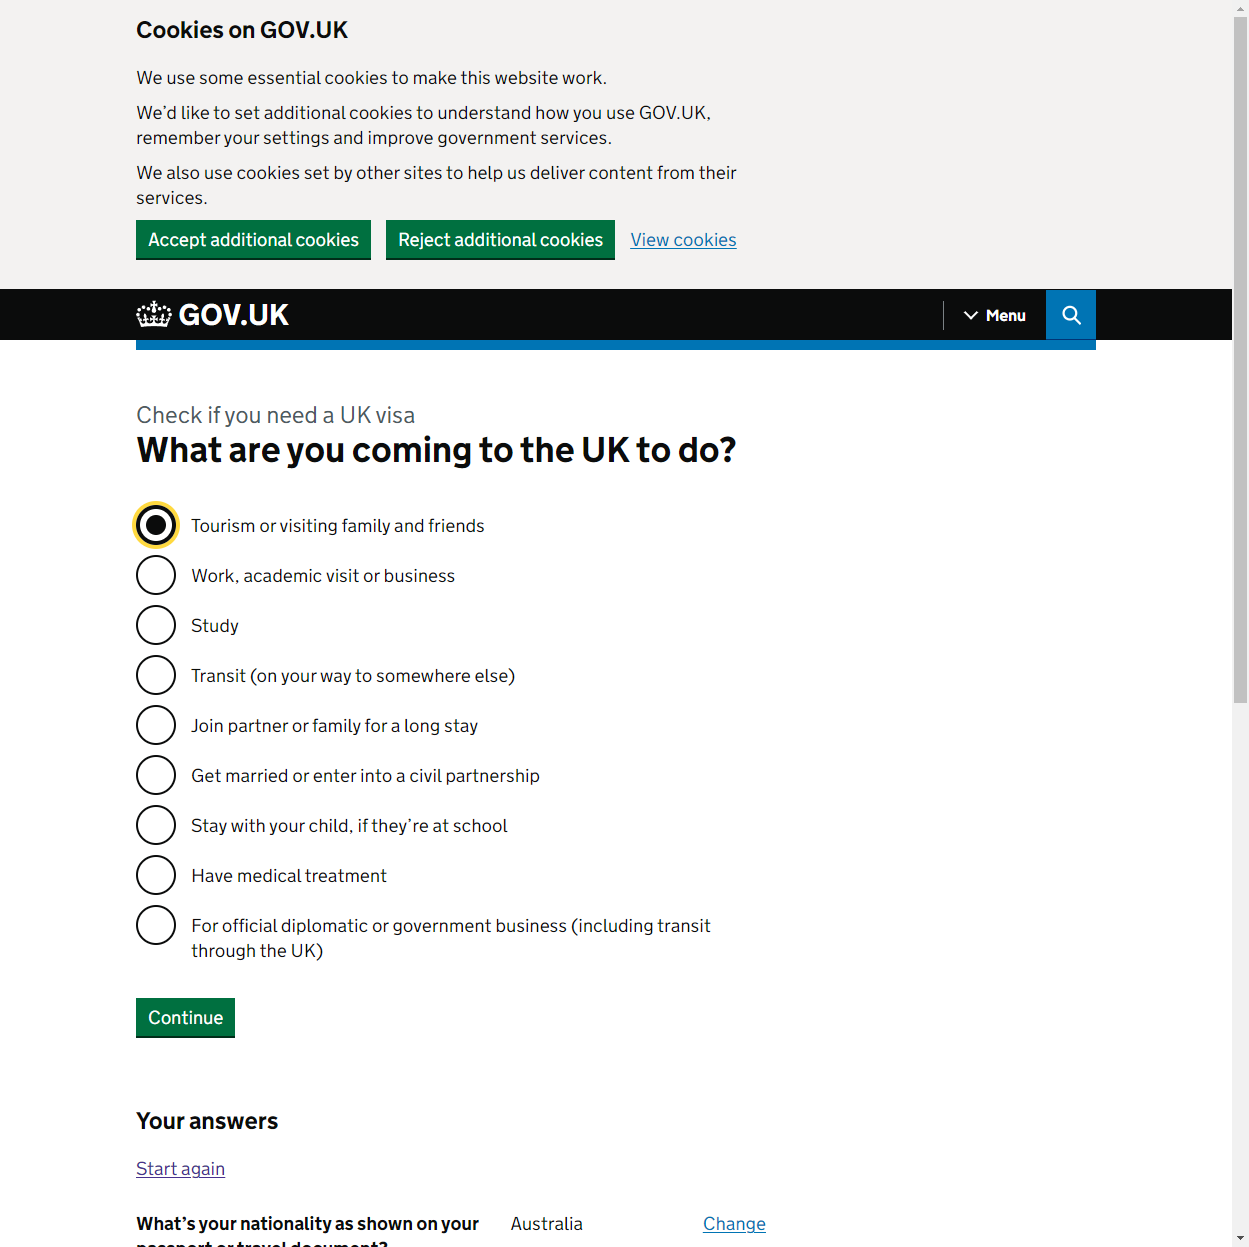 Cookies on GOV.UK
We use some essential cookies to make this website work.
We’d like to set additional cookies to understand how you use GOV.UK,
remember your settings and improve government services.
We also use cookies set by other sites to help us deliver content from their
services.
Accept additional cookies Reject additional cookies View cookies
GOV.UK Menu
Check if you need a UK visa
What are you coming to the UK to do?
Tourism or visiting family and friends
Work, academic visit or business
Study
Transit (on your way to somewhere else)
Join partner or family for a long stay
Get married or enter into a civil partnership
Stay with your child, if they’re at school
Have medical treatment
For official diplomatic or government business (including transit
through the UK)
Continue
Your answers
Start again
What’s your nationality as shown on your Australia Change
passport or travel document?